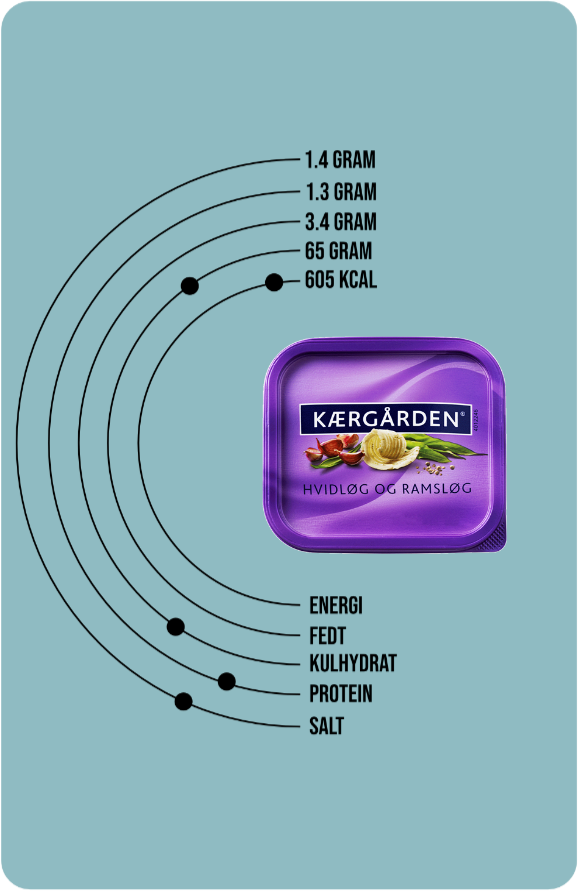 1.4 GRAM
1.3 GRAM
3.4 GRAM
65 GRAM
605 KCAL
KÆRGÅRDEN®
HVIDLØG OG RAMSLØG
ENERGI
FEDT
KULHYDRAT
PROTEIN
SALT